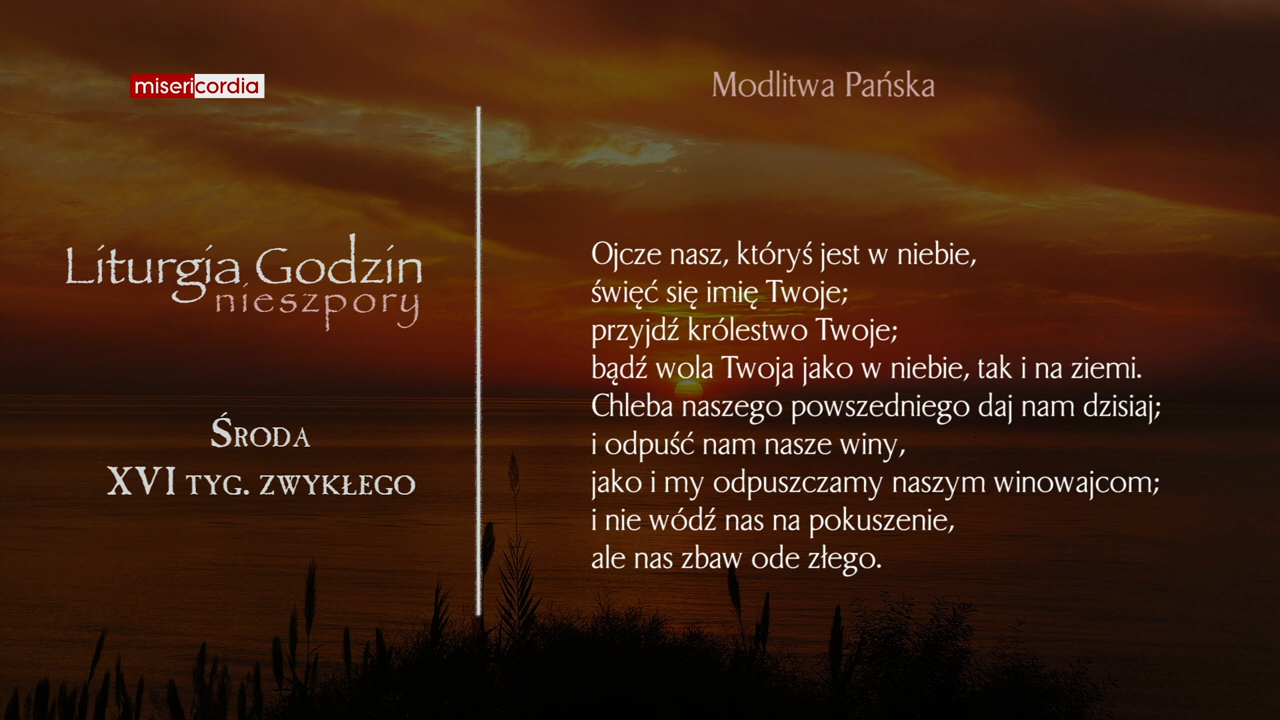 misericordia
Liturgia Godzin
nieszpory
Środa
XVI tyg. zwykłego
Modlitwa Pańska
Ojcze nasz, któryś jest w niebie,
święć się imię Twoje;
przyjdź królestwo Twoje;
bądź wola Twoja jako w niebie, tak i na ziemi.
Chleba naszego powszedniego daj nam dzisiaj;
i odpuść nam nasze winy,
jako i my odpuszczamy naszym winowajcom;
i nie wódź nas na pokuszenie,
ale nas zbaw ode złego.